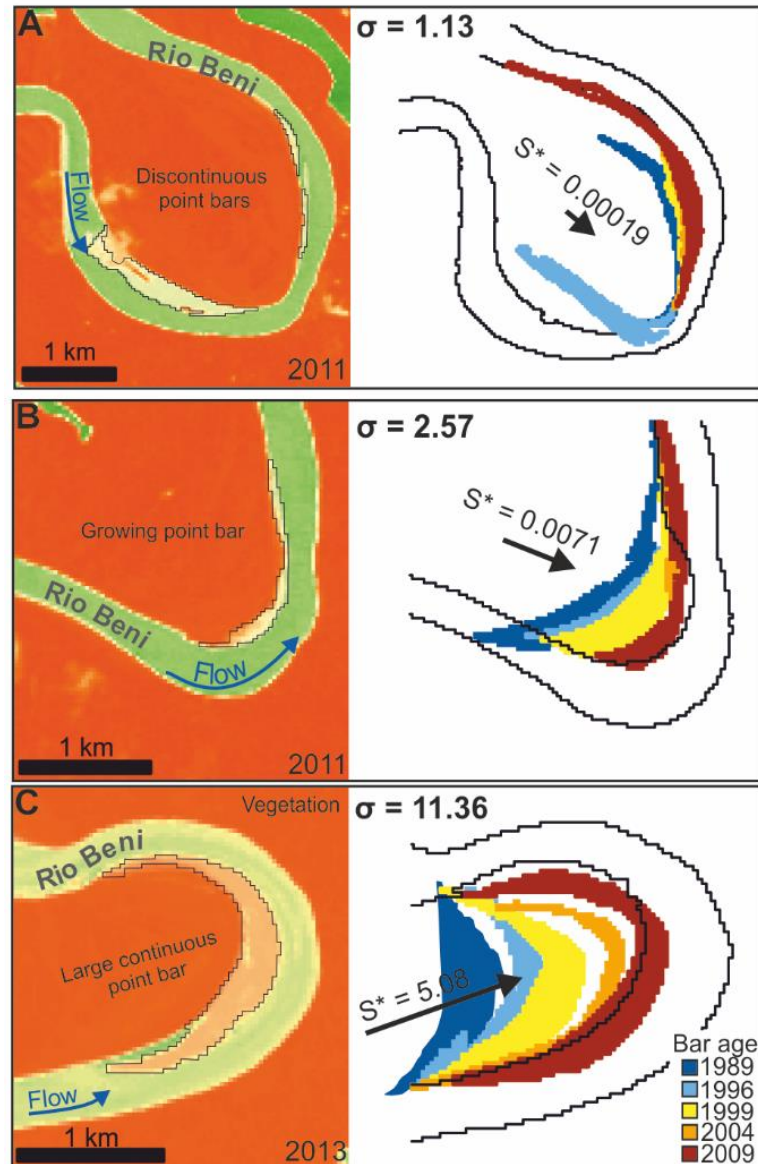 A
Rio Beni
Flow
Discontinuous
point bars
1 km
2011
σ = 1.13
S* = 0.00019
B
Growing point bar
Rio Beni
Flow
1 km
2011
σ = 2.57
S* = 0.0071
C
Vegetation
Rio Beni
Large continuous
point bar
Flow
1 km
2013
σ = 11.36
S* = 5.08
Bar age
1989
1996
1999
2004
2009